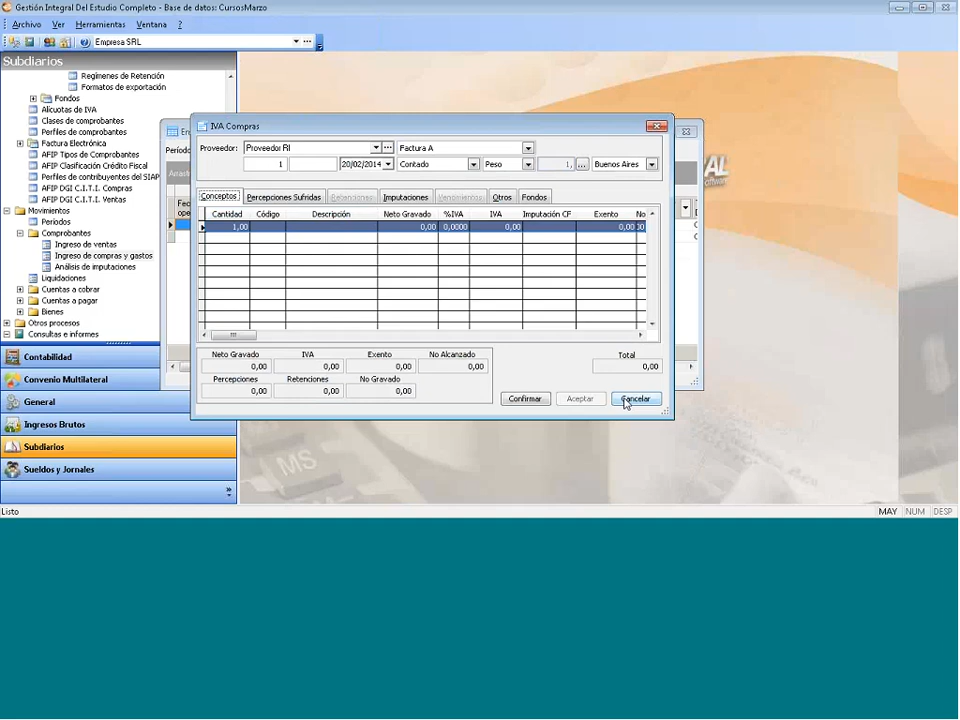 Gestión Integral Del Estudio Completo - Base de datos: CursosMarzo
Archivo Ver Herramientas Ventana ?
Empresa SRL
Subdiarios
Regímenes de Retención
Formatos de exportación
Fondos
Alícuotas de IVA
Clases de comprobantes
Perfiles de comprobantes
Factura Electrónica
AFIP Tipos de Comprobantes
AFIP Clasificación Crédito Fiscal
Perfiles de contribuyentes del SIAP
AFIP DGI C.I.T.I. Compras
AFIP DGI C.I.T.I. Ventas
Movimientos
Períodos
Comprobantes
Ingreso de ventas
Ingreso de compras y gastos
Análisis de imputaciones
Liquidaciones
Cuentas a cobrar
Cuentas a pagar
Bienes
Otros procesos
Consultas e informes
Contabilidad
Convenio Multilateral
General
Ingresos Brutos
Subdiarios
Sueldos y Jornales
IVA Compras
Proveedor: Proveedor RI Factura A
1 20/02/2014 Contado Peso 1, ... Buenos Aires
Conceptos Percepciones Sufridas Retenciones Imputaciones Vencimientos Otros Fondos
Cantidad Código Descripción Neto Gravado %IVA IVA Imputación CF Exento No
1,00 0,00 0,0000 0,00 0,00
Neto Gravado IVA Exento No Alcanzado Total
0,00 0,00 0,00 0,00 0,00
Percepciones Retenciones No Gravado
0,00 0,00 0,00
Confirmar Aceptar Cancelar
Listo
MAY NUM DESP